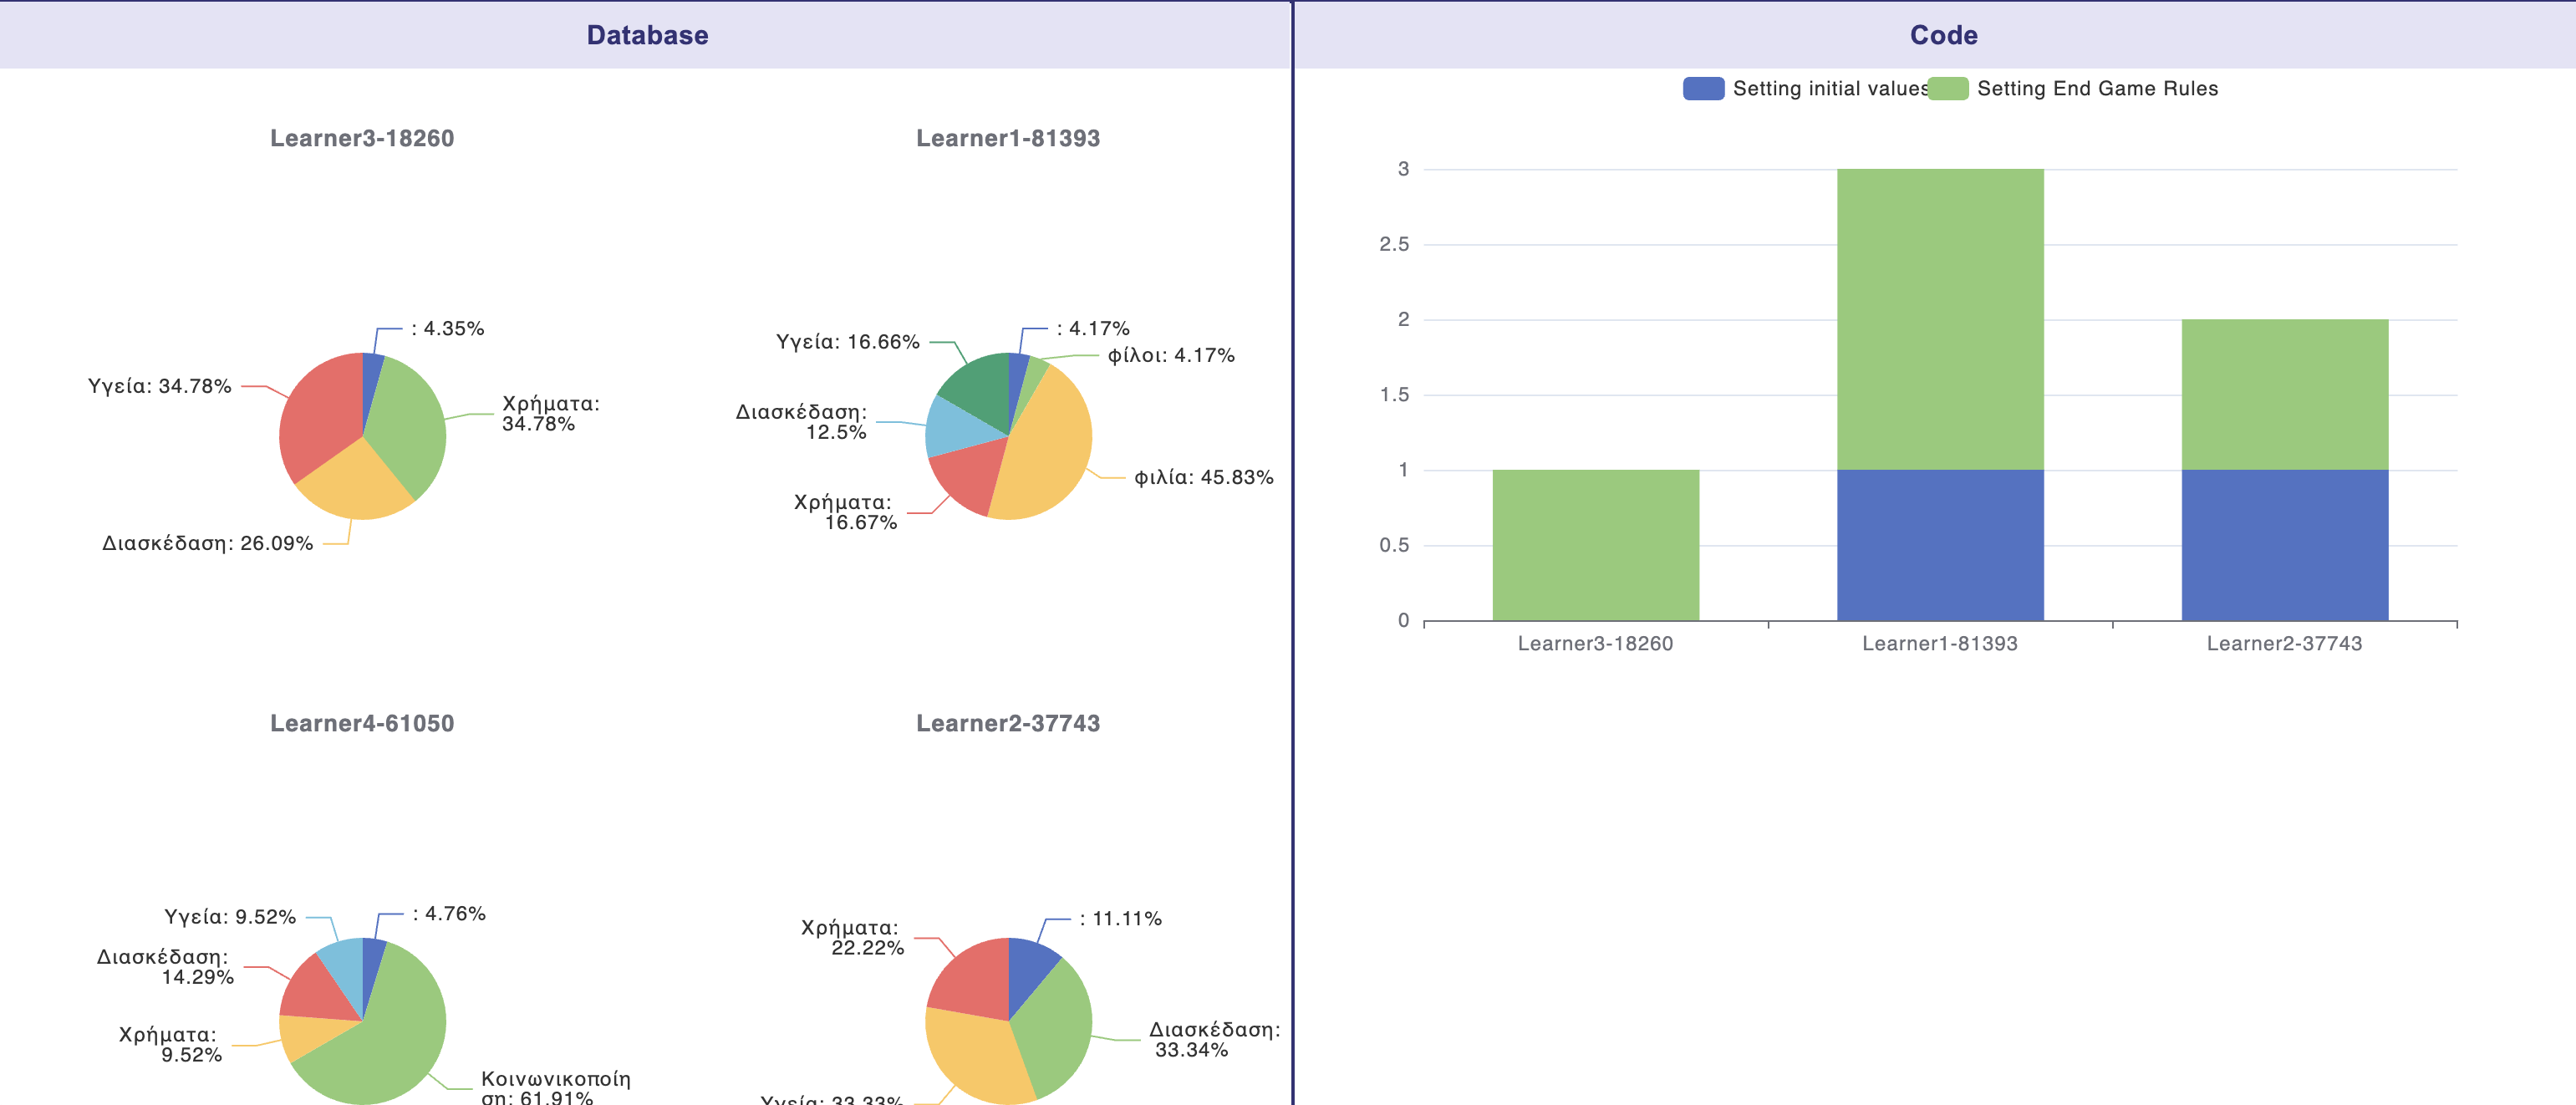 Database
Code
Setting initial values
Setting End Game Rules
Learner3-18260
Learner1-81393
: 4.35%
Υγεία: 34.78%
Χρήματα:
34.78%
Διασκέδαση: 26.09%
: 4.17%
φίλοι: 4.17%
Υγεία: 16.66%
Διασκέδαση:
12.5%
φιλία: 45.83%
Χρήματα:
16.67%
3
2.5
2
1.5
1
0.5
0
Learner3-18260
Learner1-81393
Learner2-37743
Learner4-61050
Learner2-37743
: 4.76%
Υγεία: 9.52%
Διασκέδαση:
14.29%
Χρήματα:
9.52%
Κοινωνικοποίη
ση: 61.91%
: 11.11%
Χρήματα:
22.22%
Διασκέδαση:
33.34%
Υγεία: 33.33%